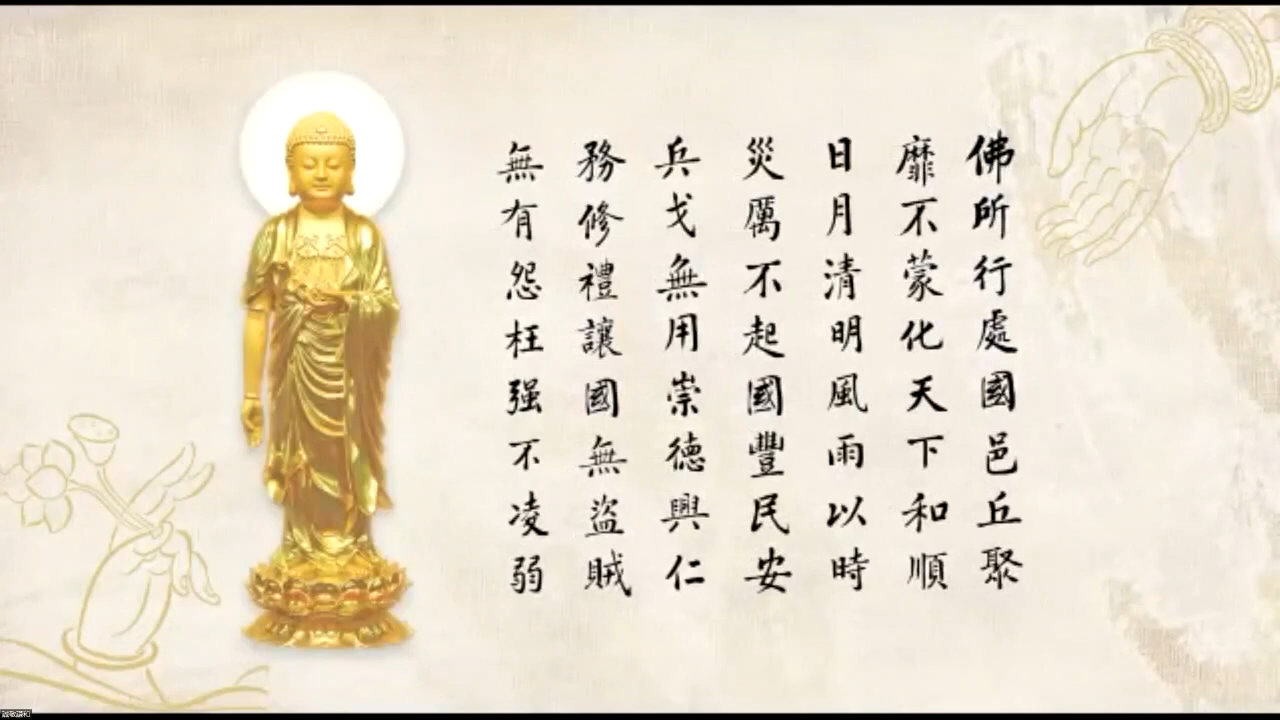 佛所行處國邑丘聚
靡不蒙化天下和順
日月清明風雨以時
災厲不起國豐民安
兵戈無用崇德興仁
務修禮讓國無盜賊
無有怨枉强不凌弱